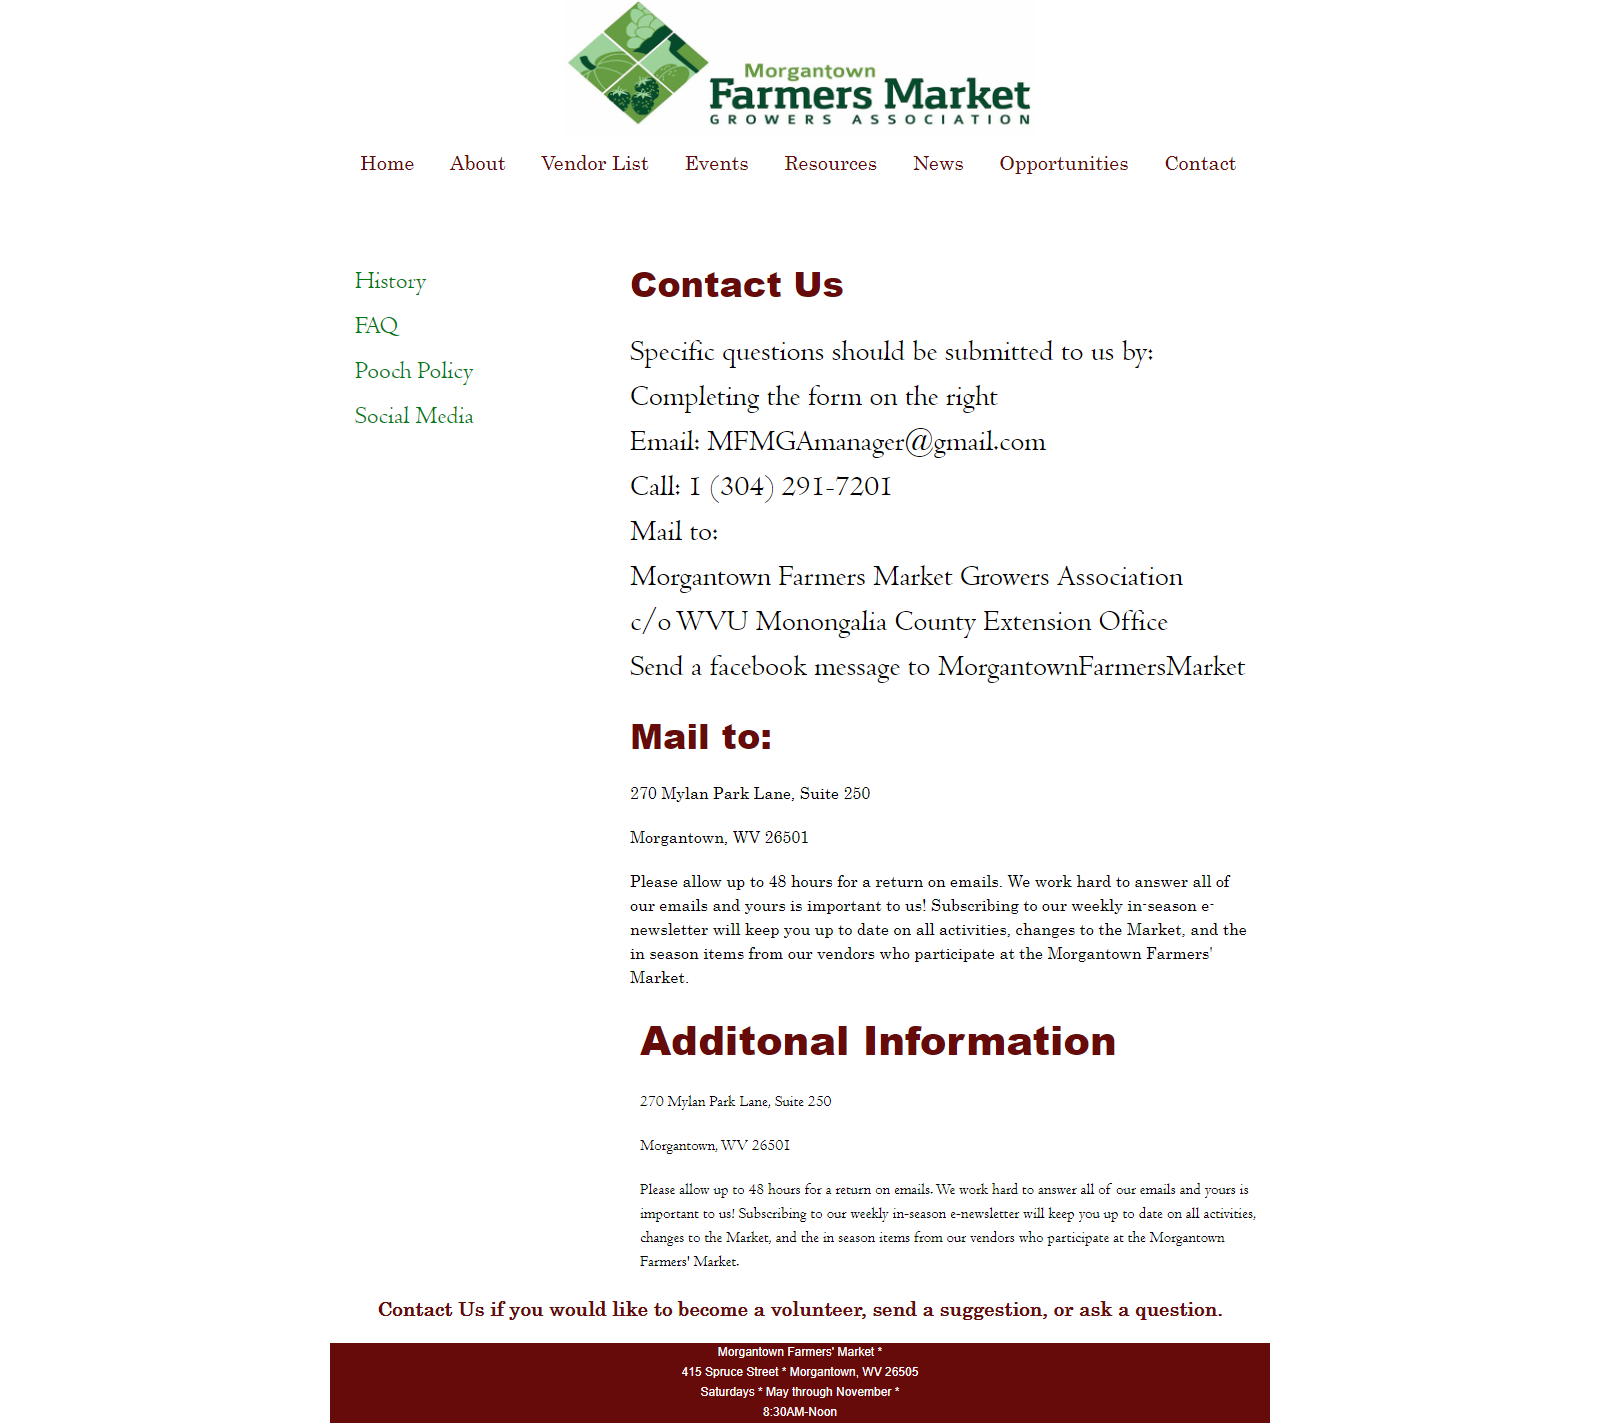 Morgantown
Farmers Market
GROWERS ASSOCIATION
Home About Vendor List Events Resources News Opportunities Contact
History
FAQ
Pooch Policy
Social Media
Contact Us
Specific questions should be submitted to us by:
Completing the form on the right
Email: MFMGAmanager@gmail.com
Call: 1 (304) 291-7201
Mail to:
Morgantown Farmers Market Growers Association
c/o WVU Monongalia County Extension Office
Send a facebook message to MorgantownFarmersMarket
Mail to:
270 Mylan Park Lane, Suite 250
Morgantown, WV 26501
Please allow up to 48 hours for a return on emails. We work hard to answer all of
our emails and yours is important to us! Subscribing to our weekly in-season e-
newsletter will keep you up to date on all activities, changes to the Market, and the
in season items from our vendors who participate at the Morgantown Farmers'
Market.
Additonal Information
270 Mylan Park Lane, Suite 250
Morgantown, WV 26501
Please allow up to 48 hours for a return on emails. We work hard to answer all of our emails and yours is
important to us! Subscribing to our weekly in-season e-newsletter will keep you up to date on all activities,
changes to the Market, and the in season items from our vendors who participate at the Morgantown
Farmers' Market.
Contact Us if you would like to become a volunteer, send a suggestion, or ask a question.
Morgantown Farmers' Market *
415 Spruce Street * Morgantown, WV 26505
Saturdays * May through November *
8:30AM-Noon